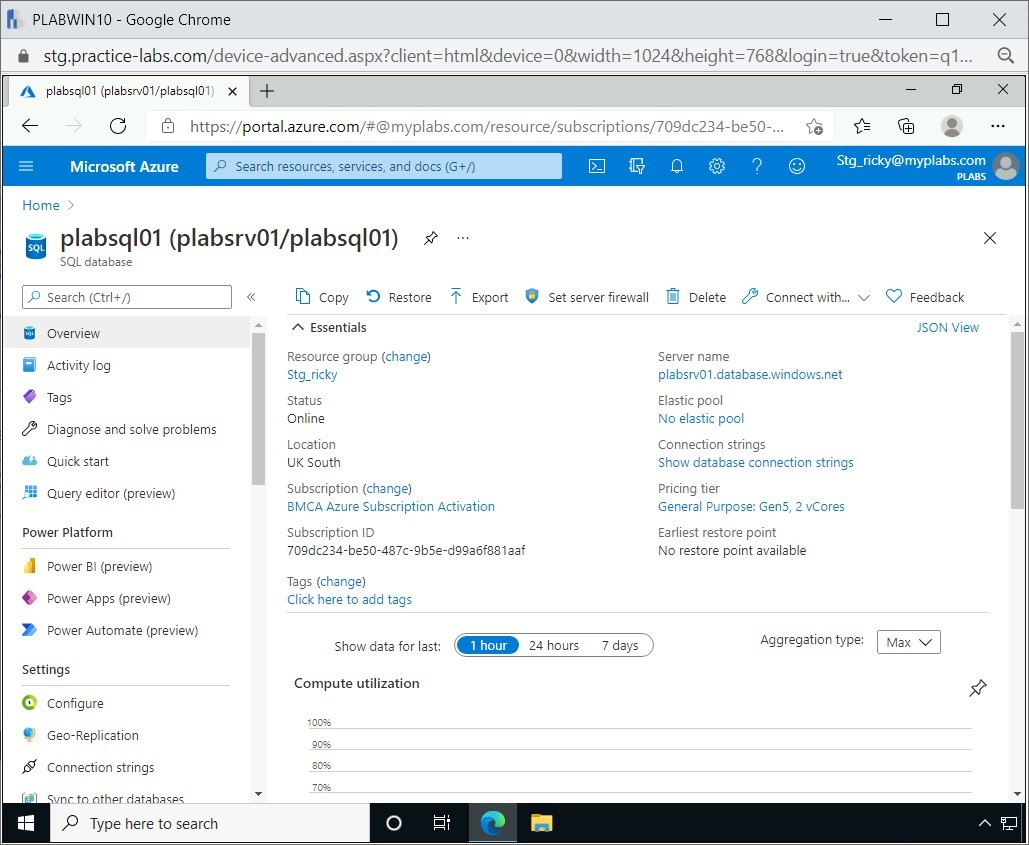 PLABWIN10 - Google Chrome
stg.practice-labs.com/device-advanced.aspx?client=html&device=0&width=1024&height=768&login=true&token=q1...
plabsql01 (plabsrv01/plabsql01)
https://portal.azure.com/#@myplabs.com/resource/subscriptions/709dc234-be50-...
Microsoft Azure
Search resources, services, and docs (G+/)
Stg_ricky@myplabs.com
PLABS
Home
plabsql01 (plabsrv01/plabsql01)
SQL
SQL database
Search (Ctrl+/)
Copy Restore Export Set server firewall Delete Connect with... Feedback
Overview
Activity log
Tags
Diagnose and solve problems
Quick start
Query editor (preview)
Power Platform
Power BI (preview)
Power Apps (preview)
Power Automate (preview)
Settings
Configure
Geo-Replication
Connection strings
Sync to other databases
Essentials
JSON View
Resource group (change)
Stg_ricky
Status
Online
Location
UK South
Subscription (change)
BMCA Azure Subscription Activation
Subscription ID
709dc234-be50-487c-9b5e-d99a6f881aaf
Tags (change)
Click here to add tags
Server name
plabsrv01.database.windows.net
Elastic pool
No elastic pool
Connection strings
Show database connection strings
Pricing tier
General Purpose: Gen5, 2 vCores
Earliest restore point
No restore point available
Show data for last: 1 hour 24 hours 7 days
Aggregation type: Max
Compute utilization
100%
90%
80%
70%
Type here to search